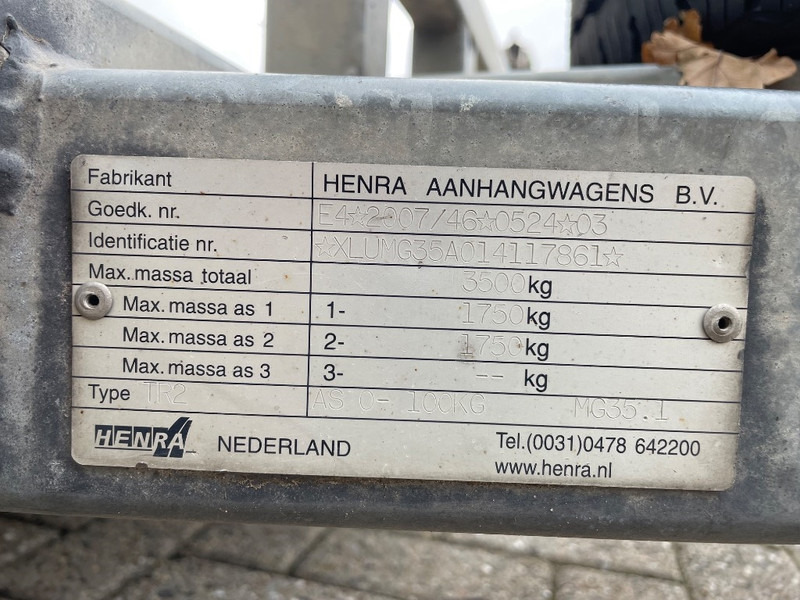 Fabrikant HENRA AANHANGWAGENS B.V.
Goedk. nr. E4☆2007/46☆0524☆03
Identificatie nr. ☆XLUMG35A014117861☆
Max. massa totaal 3500 kg
Max. massa as 1 1- 1750 kg
Max. massa as 2 2- 1750 kg
Max. massa as 3 3- -- kg
Type TR2 AS 0- 100KG MG35.1
HENRA NEDERLAND Tel.(0031)0478 642200
www.henra.nl